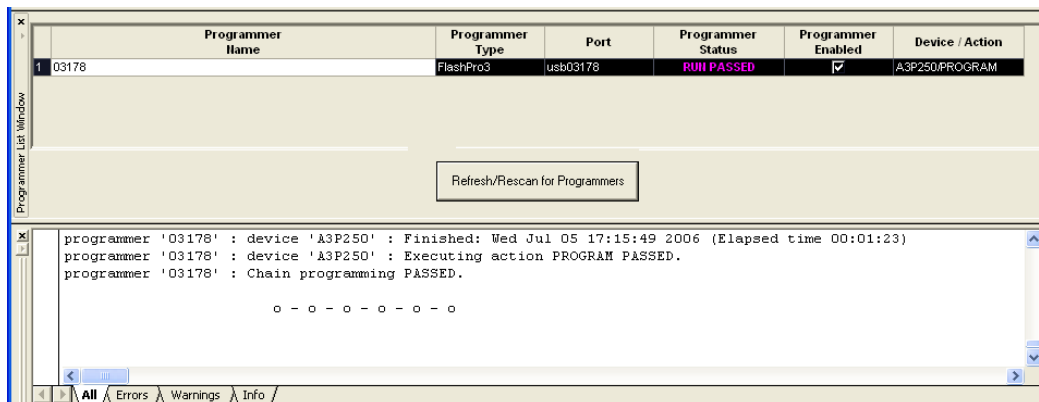 Programmer Name Programmer Type Port Programmer Status Programmer Enabled Device / Action
1 03178 FlashPro3 usb03178 RUN PASSED A3P250/PROGRAM
Programmer List Window
Refresh/Rescan for Programmers
programmer '03178' : device 'A3P250' : Finished: Wed Jul 05 17:15:49 2006 (Elapsed time 00:01:23)
programmer '03178' : device 'A3P250' : Executing action PROGRAM PASSED.
programmer '03178' : Chain programming PASSED.
o - o - o - o - o - o
All Errors Warnings Info